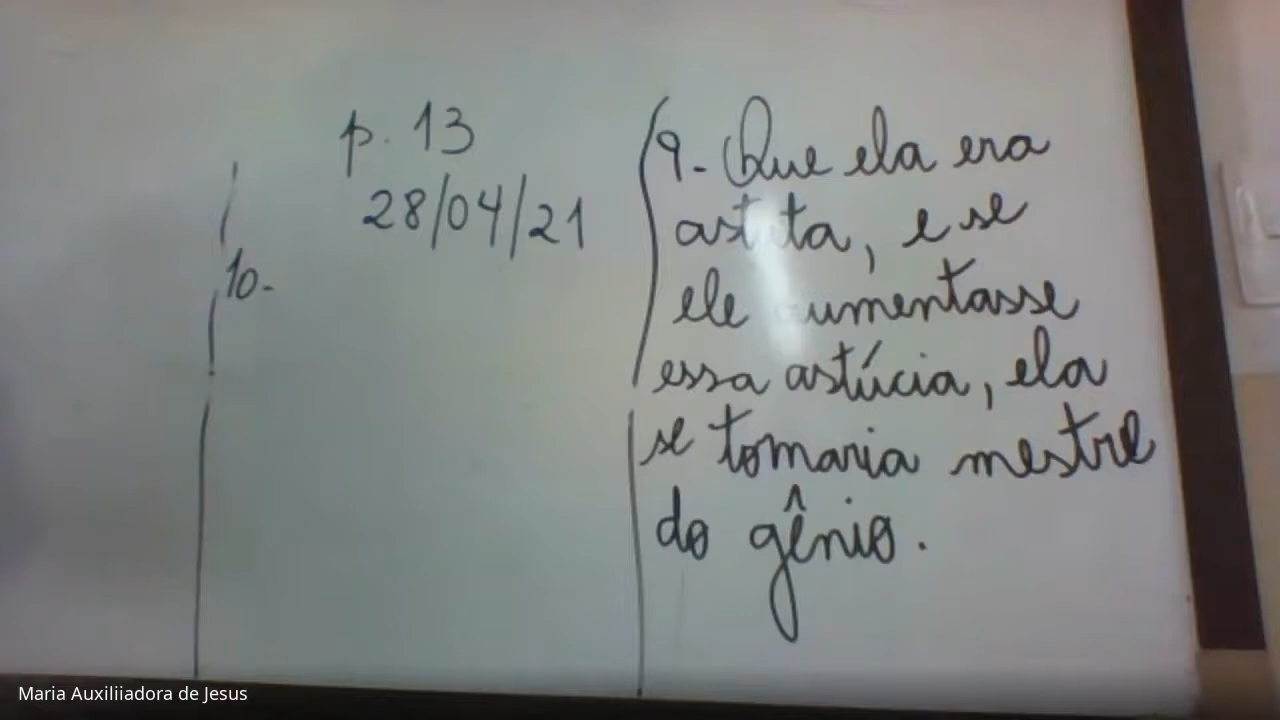 p. 13
28/04/21
10-
9- Que ela era
astuta, e se
ele aumentasse
essa astúcia, ela
se tornaria mestre
do gênio.
Maria Auxiliiadora de Jesus